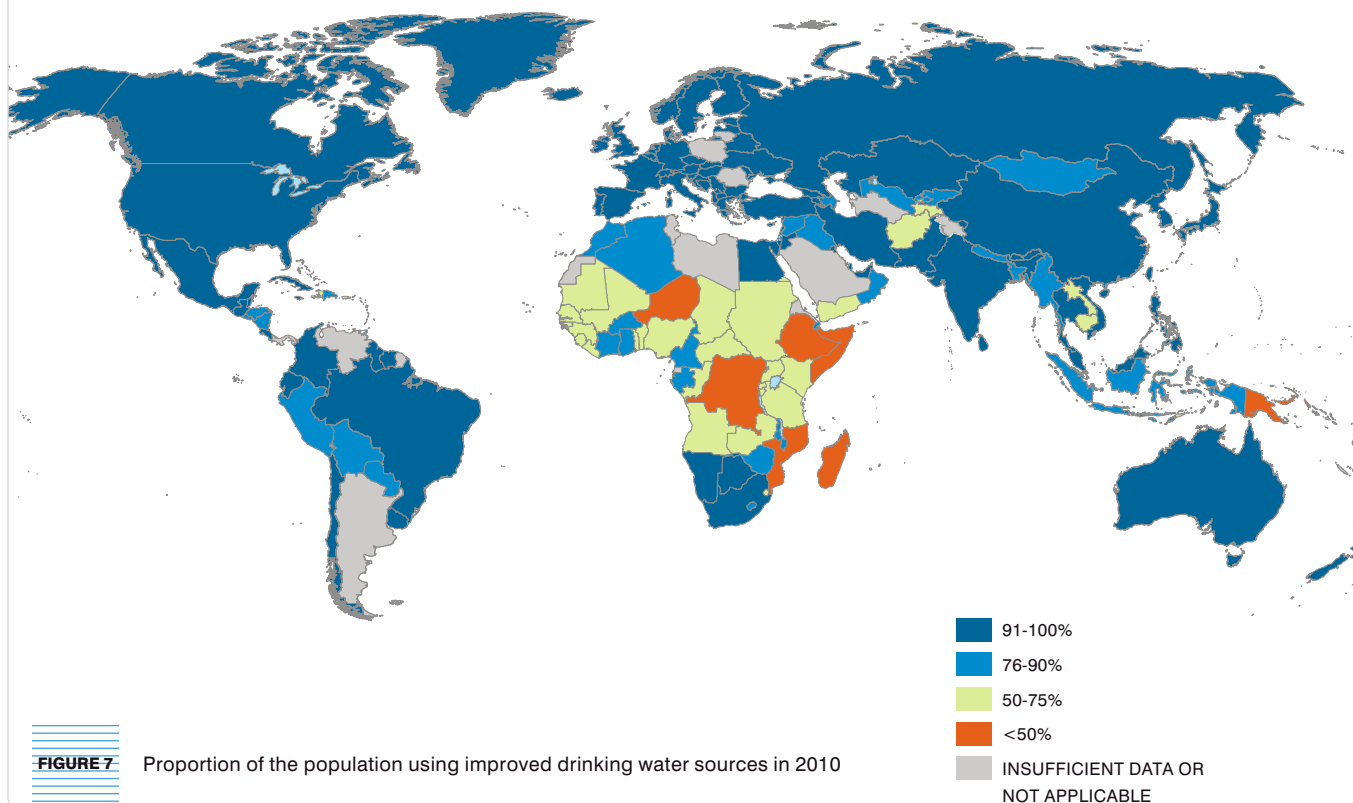 91-100%
76-90%
50-75%
<50%
INSUFFICIENT DATA OR
NOT APPLICABLE
FIGURE 7 Proportion of the population using improved drinking water sources in 2010